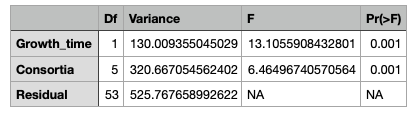 Df Variance F Pr(>F)
Growth_time 1 130.009355045029 13.1055908432801 0.001
Consortia 5 320.667054562402 6.46496740570564 0.001
Residual 53 525.767658992622 NA NA